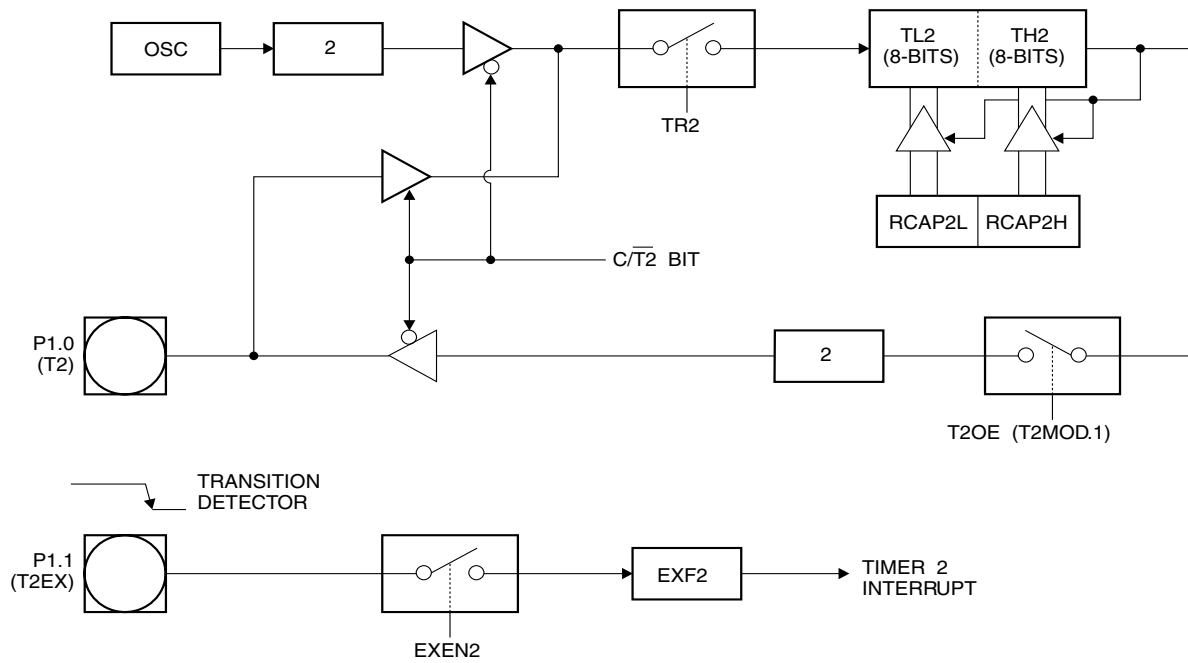 OSC
2
TR2
TL2
(8-BITS)
TH2
(8-BITS)
RCAP2L
RCAP2H
C/T2̅ BIT
P1.0
(T2)
2
T2OE (T2MOD.1)
TRANSITION
DETECTOR
P1.1
(T2EX)
EXEN2
EXF2
TIMER 2
INTERRUPT